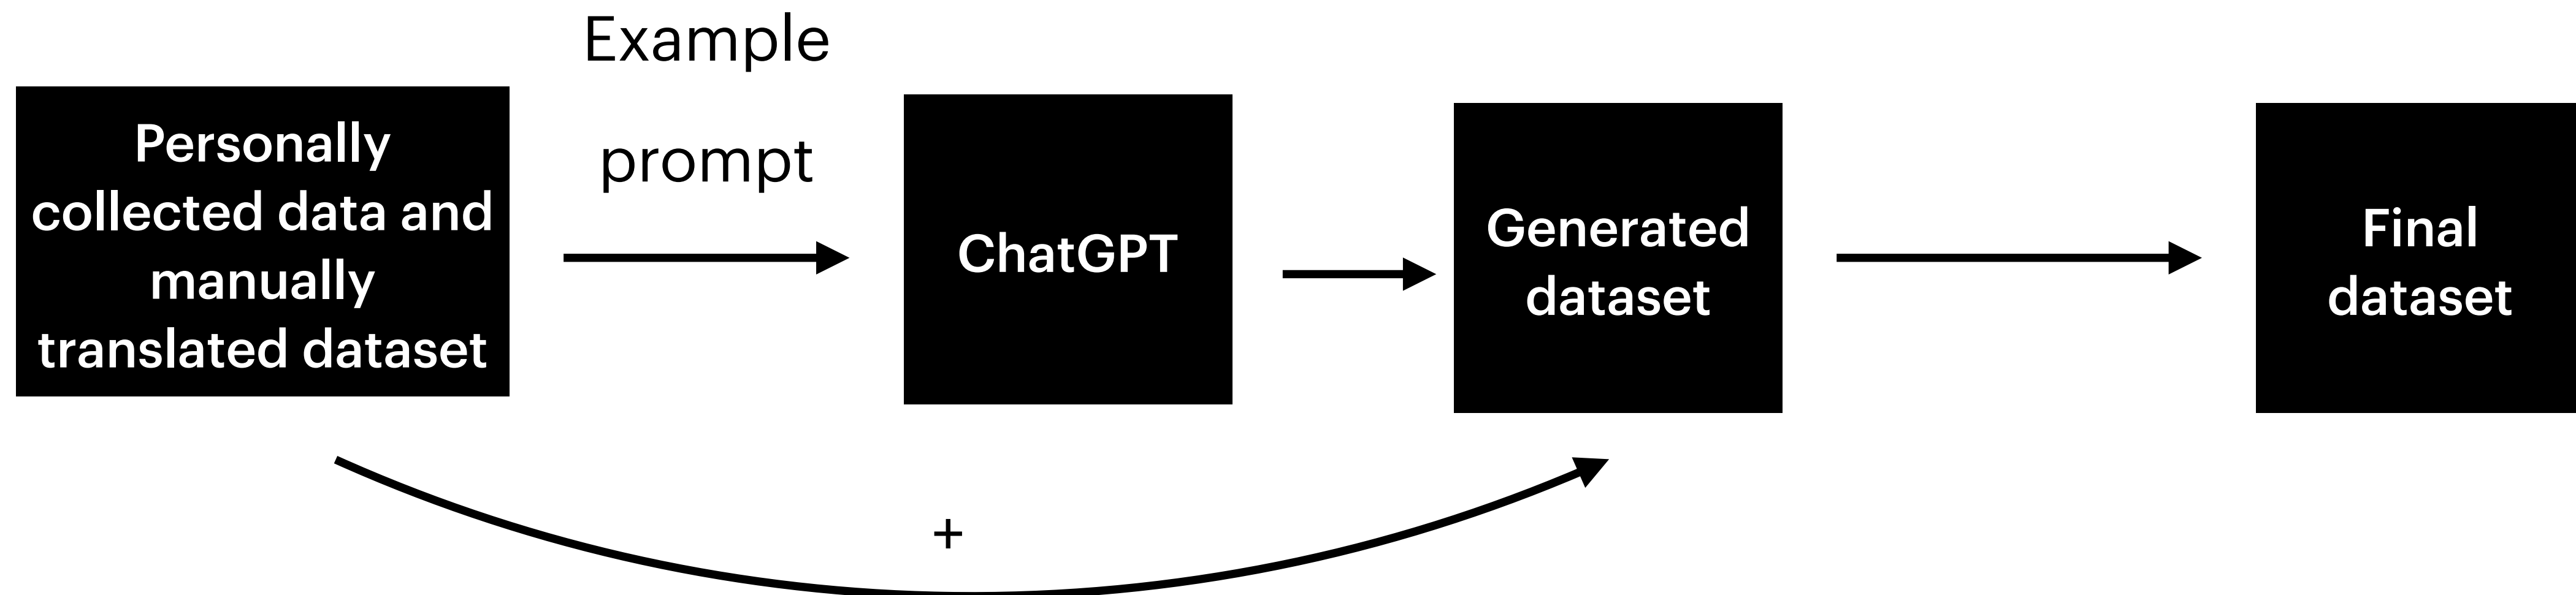 Personally
collected data and
manually
translated dataset
Example
prompt
ChatGPT
Generated
dataset
Final
dataset
+